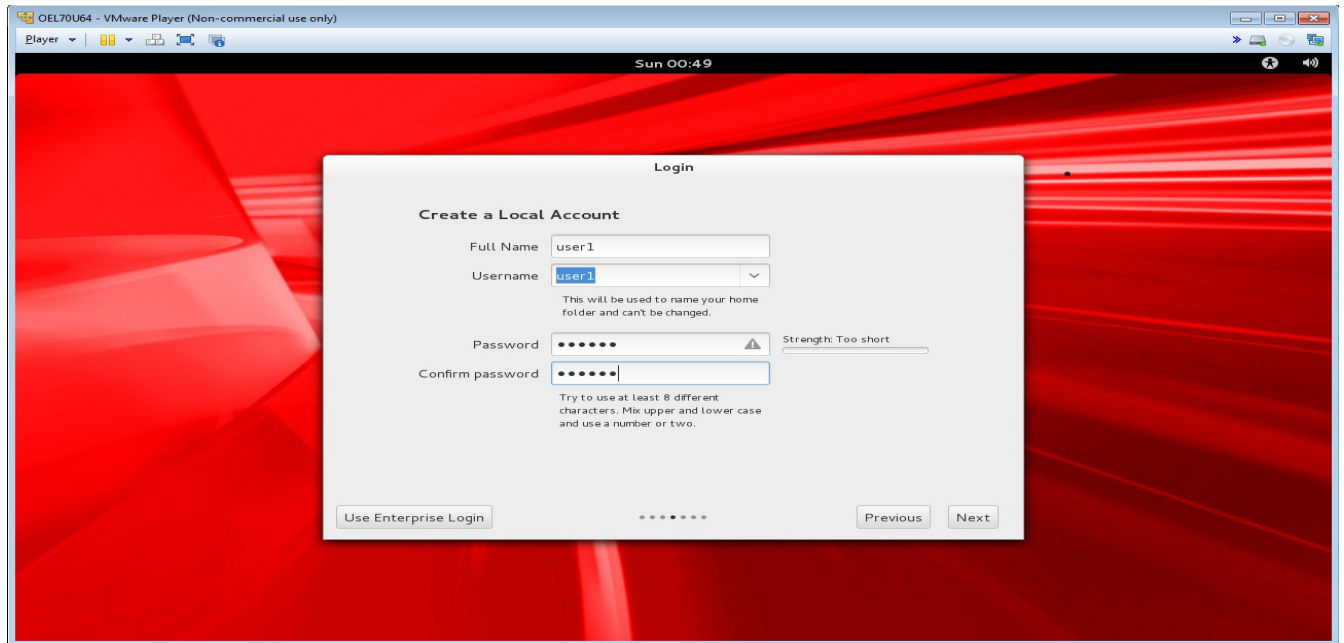 OEL70U64 - VMware Player (Non-commercial use only)
Player
Sun 00:49
Login
Create a Local Account
Full Name user1
Username user1
This will be used to name your home
folder and can't be changed.
Password ●●●●●● Strength: Too short
Confirm password ●●●●●●
Try to use at least 8 different
characters. Mix upper and lower case
and use a number or two.
Use Enterprise Login Previous Next